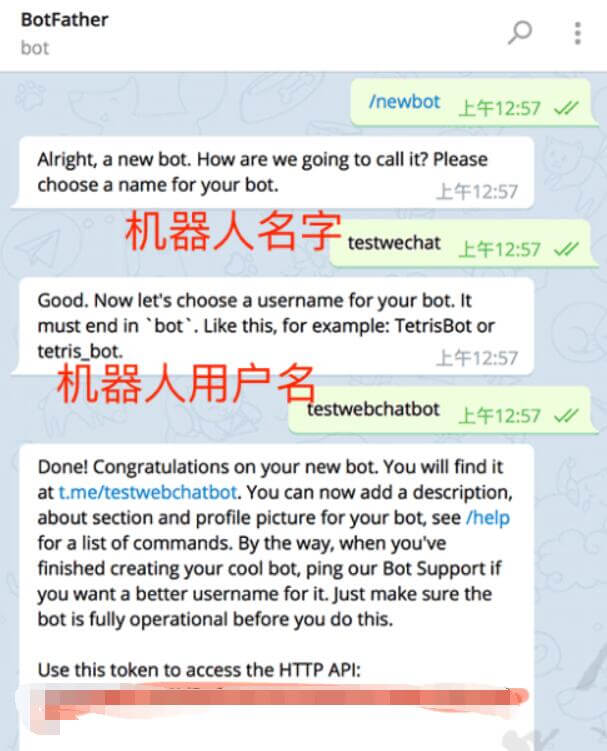 BotFather
bot
/newbot 上午12:57
Alright, a new bot. How are we going to call it? Please
choose a name for your bot.
上午12:57
机器人名字
testwechat 上午12:57
Good. Now let's choose a username for your bot. It
must end in `bot`. Like this, for example: TetrisBot or
tetris_bot.
上午12:57
机器人用户名
testwebchatbot 上午12:57
Done! Congratulations on your new bot. You will find it
at t.me/testwebchatbot. You can now add a description,
about section and profile picture for your bot, see /help
for a list of commands. By the way, when you've
finished creating your cool bot, ping our Bot Support if
you want a better username for it. Just make sure the
bot is fully operational before you do this.
Use this token to access the HTTP API: